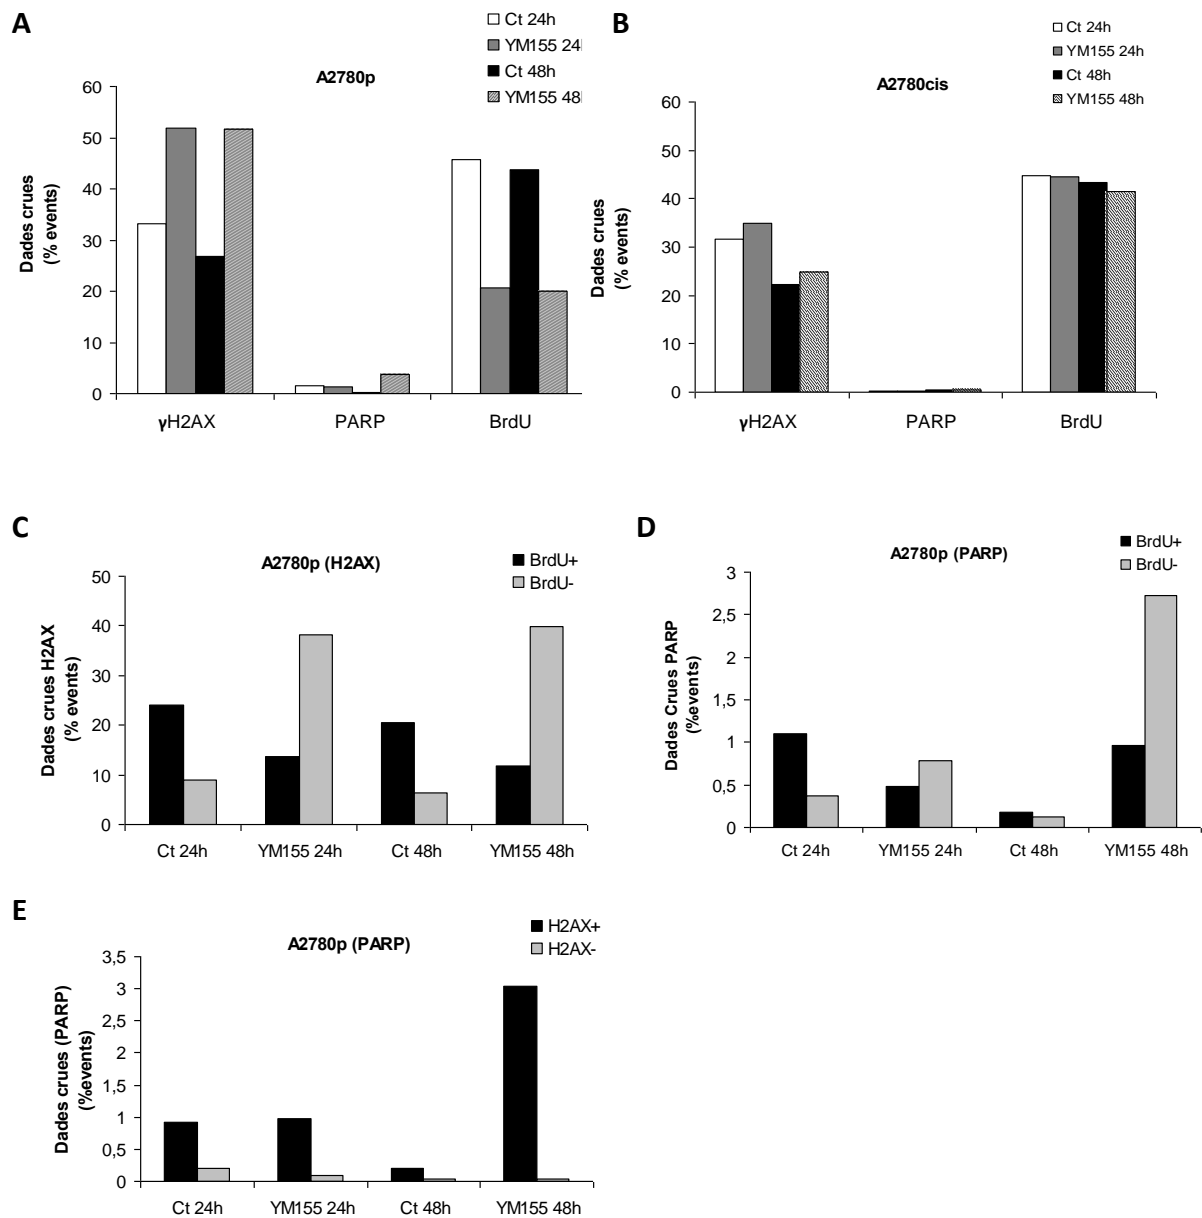 A
Ct 24h
YM155 24
Ct 48h
YM155 48
A2780p
60
50
40
30
20
10
0
Dades crues
(% events)
γH2AX
PARP
BrdU
B
Ct 24h
YM155 24h
Ct 48h
YM155 48h
A2780cis
60
50
40
30
20
10
0
Dades crues
(% events)
γH2AX
PARP
BrdU
C
BrdU+
BrdU-
A2780p (H2AX)
50
40
30
20
10
0
Dades crues H2AX
(% events)
Ct 24h
YM155 24h
Ct 48h
YM155 48h
D
BrdU+
BrdU-
A2780p (PARP)
3
2,5
2
1,5
1
0,5
0
Dades Crues PARP
(%events)
Ct 24h
YM155 24h
Ct 48h
YM155 48h
E
H2AX+
H2AX-
A2780p (PARP)
3,5
3
2,5
2
1,5
1
0,5
0
Dades crues (PARP)
(%events)
Ct 24h
YM155 24h
Ct 48h
YM155 48h